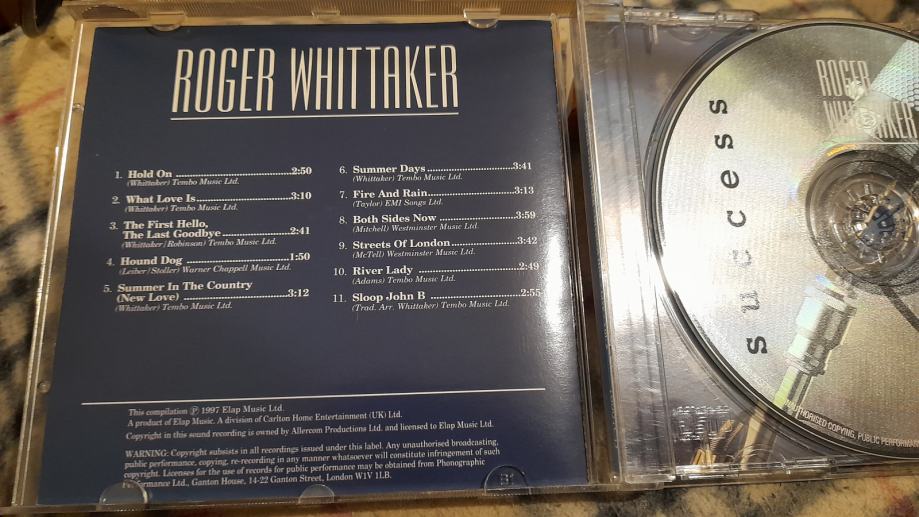 ROGER WHITTAKER
1. Hold On ........................................2:50
(Whittaker) Tembo Music Ltd.
2. What Love Is..................................3:10
(Whittaker) Tembo Music Ltd.
3. The First Hello,
The Last Goodbye.........................2:41
(Whittaker/Robinson) Tembo Music Ltd.
4. Hound Dog ....................................1:50
(Leiber/Stoller) Warner Chappell Music Ltd.
5. Summer In The Country
(New Love) ....................................3:12
(Whittaker) Tembo Music Ltd.
6. Summer Days............................3:41
(Whittaker) Tembo Music Ltd.
7. Fire And Rain............................3:13
(Taylor) EMI Songs Ltd.
8. Both Sides Now ..........................3:59
(Mitchell) Westminster Music Ltd.
9. Streets Of London.......................3:42
(McTell) Westminster Music Ltd.
10. River Lady .................................2:49
(Adams) Tembo Music Ltd.
11. Sloop John B ..............................2:55
(Trad. Arr. Whittaker) Tembo Music Ltd.
This compilation Ⓟ 1997 Elap Music Ltd.
A product of Elap Music. A division of Carlton Home Entertainment (UK) Ltd.
Copyright in this sound recording is owned by Allercom Productions Ltd. and licensed to Elap Music Ltd.
WARNING: Copyright subsists in all recordings issued under this label. Any unauthorised broadcasting,
public performance, copying, re-recording in any manner whatsoever will constitute infringement of such
copyright. Licenses for the use of records for public performance may be obtained from Phonographic
Performance Ltd., Ganton House, 14-22 Ganton Street, London W1V 1LB.
success
ROGER
WHITTAKER
UNAUTHORISED COPYING, PUBLIC PERFORMAN